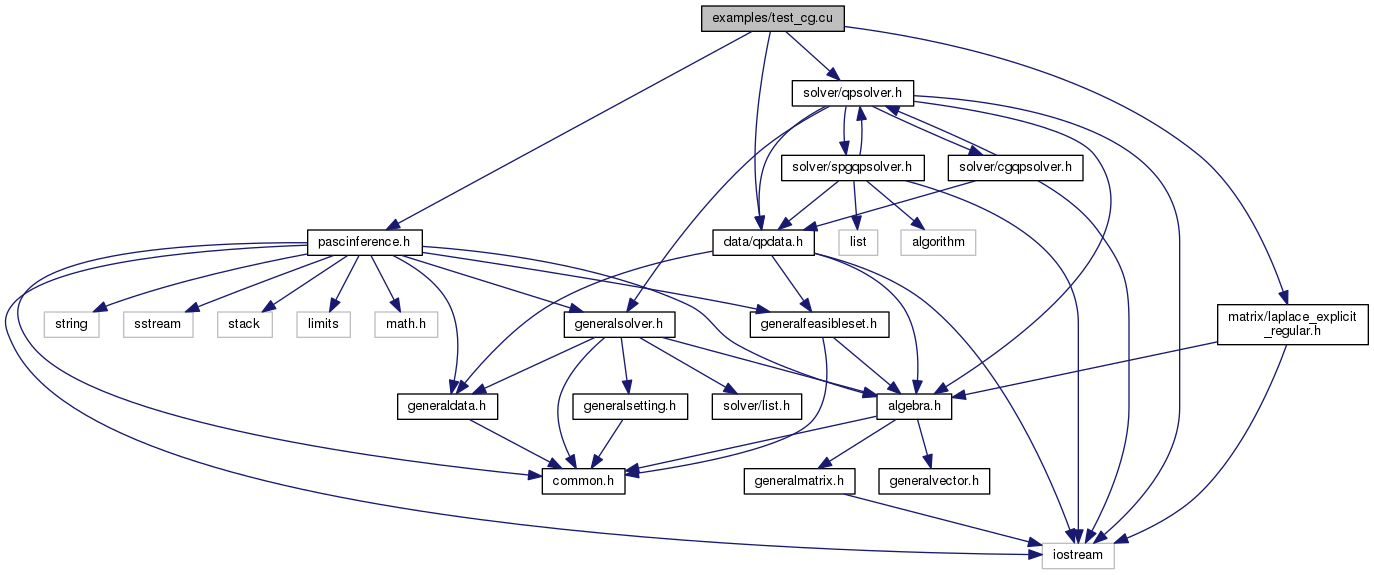 examples/test_cg.cu
solver/qpsolver.h
solver/spgqpsolver.h
solver/cgqpsolver.h
pascinference.h
data/qpdata.h
list
algorithm
string
sstream
stack
limits
math.h
generalsolver.h
generalfeasibleset.h
matrix/laplace_explicit
_regular.h
generaldata.h
generalsetting.h
solver/list.h
algebra.h
common.h
generalmatrix.h
generalvector.h
iostream